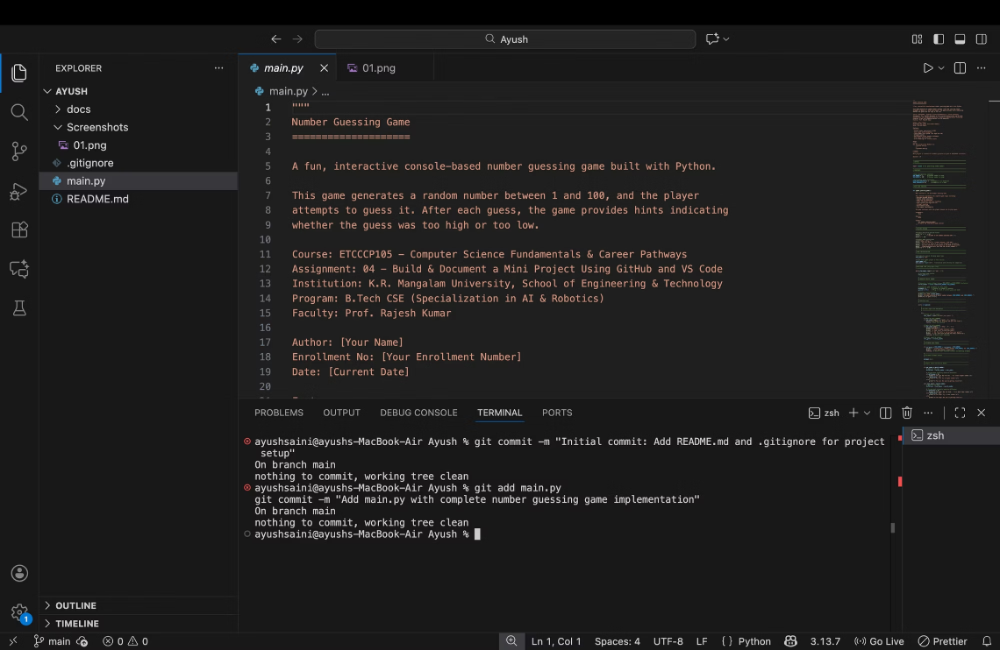 Ayush
EXPLORER
AYUSH
docs
Screenshots
01.png
.gitignore
main.py
README.md
OUTLINE
TIMELINE
main.py
01.png
main.py > ...
1 """
2 Number Guessing Game
3 ====================
4
5 A fun, interactive console-based number guessing game built with Python.
6
7 This game generates a random number between 1 and 100, and the player
8 attempts to guess it. After each guess, the game provides hints indicating
9 whether the guess was too high or too low.
10
11 Course: ETCCCP105 - Computer Science Fundamentals & Career Pathways
12 Assignment: 04 - Build & Document a Mini Project Using GitHub and VS Code
13 Institution: K.R. Mangalam University, School of Engineering & Technology
14 Program: B.Tech CSE (Specialization in AI & Robotics)
15 Faculty: Prof. Rajesh Kumar
16
17 Author: [Your Name]
18 Enrollment No: [Your Enrollment Number]
19 Date: [Current Date]
20
PROBLEMS OUTPUT DEBUG CONSOLE TERMINAL PORTS
zsh
zsh
ayushsaini@ayushs-MacBook-Air Ayush % git commit -m "Initial commit: Add README.md and .gitignore for project
setup"
On branch main
nothing to commit, working tree clean
ayushsaini@ayushs-MacBook-Air Ayush % git add main.py
git commit -m "Add main.py with complete number guessing game implementation"
On branch main
nothing to commit, working tree clean
ayushsaini@ayushs-MacBook-Air Ayush %
1
main 0 0 Ln 1, Col 1 Spaces: 4 UTF-8 LF { } Python 3.13.7 Go Live Prettier